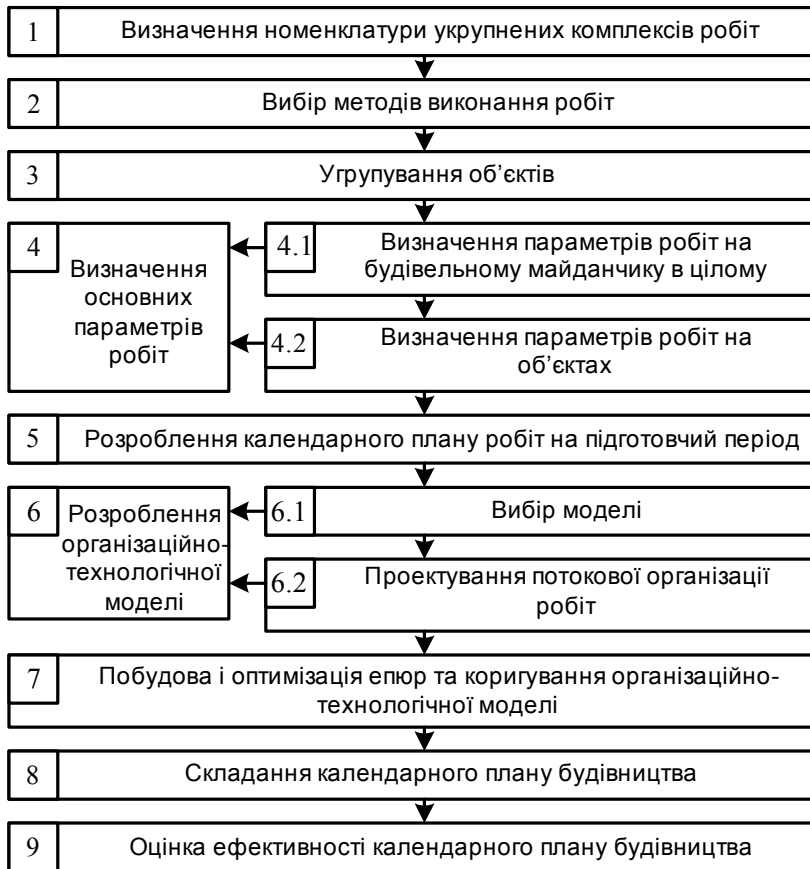 1
Визначення номенклатури укрупнених комплексів робіт
2
Вибір методів виконання робіт
3
Угрупування об’єктів
4
Визначення
основних
параметрів
робіт
4.1
Визначення параметрів робіт на
будівельному майданчику в цілому
4.2
Визначення параметрів робіт на
об’єктах
5
Розроблення календарного плану робіт на підготовчий період
6
Розроблення
організаційно-
технологічної
моделі
6.1
Вибір моделі
6.2
Проектування потокової організації
робіт
7
Побудова і оптимізація епюр та коригування організаційно-
технологічної моделі
8
Складання календарного плану будівництва
9
Оцінка ефективності календарного плану будівництва